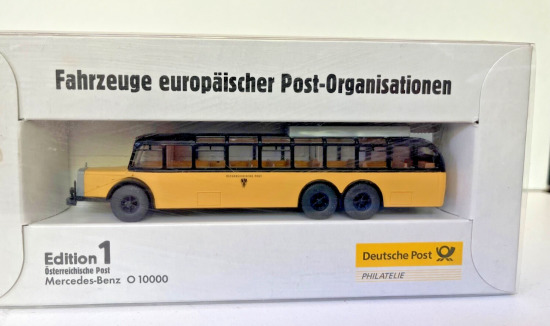 Fahrzeuge europäischer Post-Organisationen
Edition 1
Österreichische Post
Mercedes-Benz O 10000
Deutsche Post
PHILATELIE